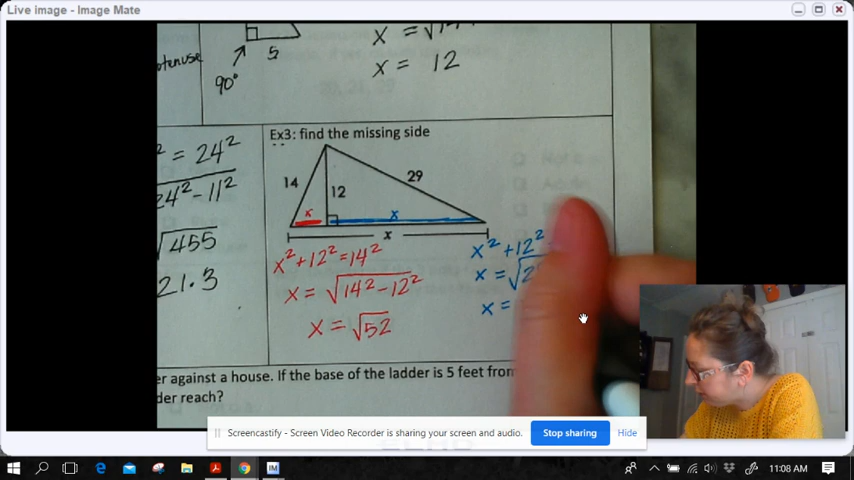 Live image - Image Mate
5
90°
x = 12
Ex3: find the missing side
14
12
29
x
x
x
= 24²
24² - 11²
√455
21.3
x² + 12² = 14²
x = √14² - 12²
x = √52
x² + 12²
x = √2
x =
er against a house. If the base of the ladder is 5 feet from
der reach?
Screencastify - Screen Video Recorder is sharing your screen and audio.
Stop sharing
Hide
11:08 AM